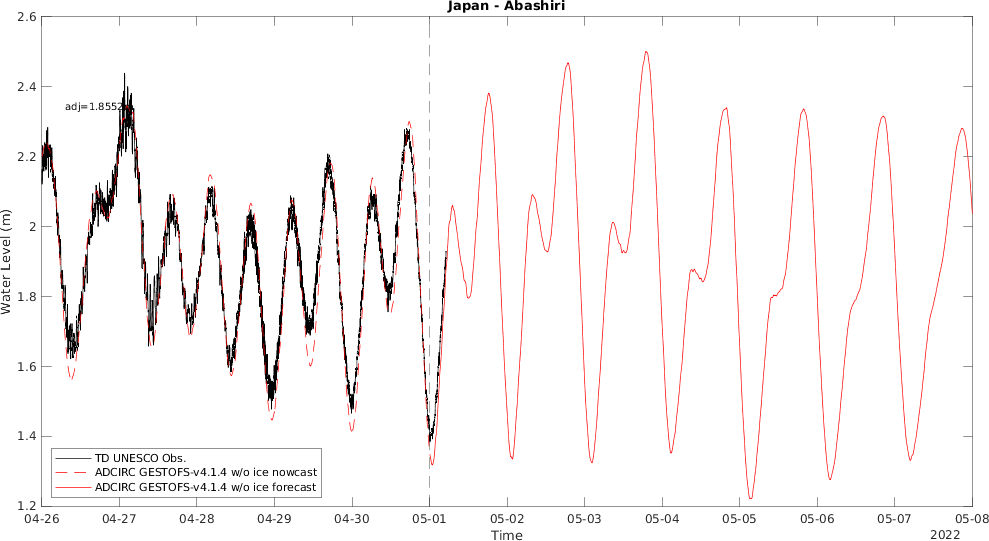 Japan - Abashiri
2.6
2.4
2.2
2
1.8
1.6
1.4
1.2
Water Level (m)
adj=1.8552
TD UNESCO Obs.
ADCIRC GESTOFS-v4.1.4 w/o ice nowcast
ADCIRC GESTOFS-v4.1.4 w/o ice forecast
04-26 04-27 04-28 04-29 04-30 05-01 05-02 05-03 05-04 05-05 05-06 05-07 05-08
Time
2022